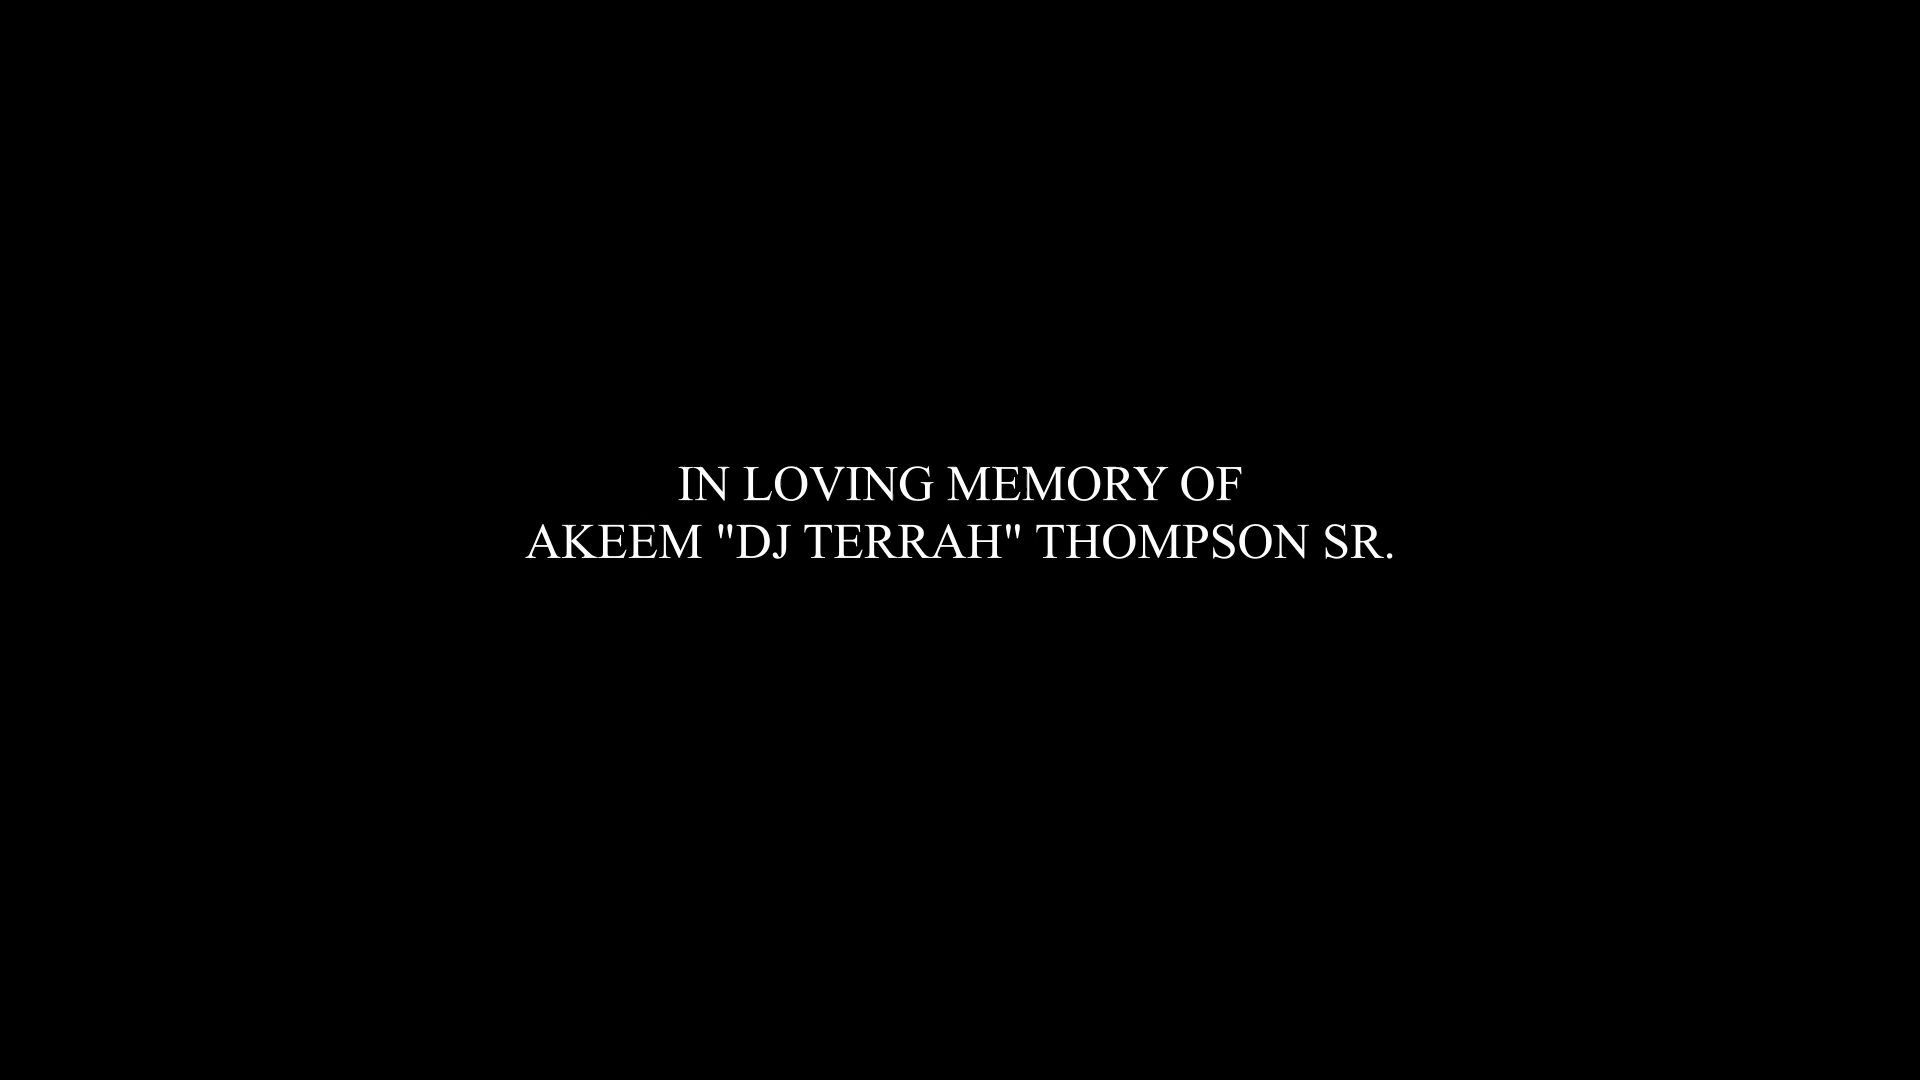 IN LOVING MEMORY OF
AKEEM "DJ TERRAH" THOMPSON SR.